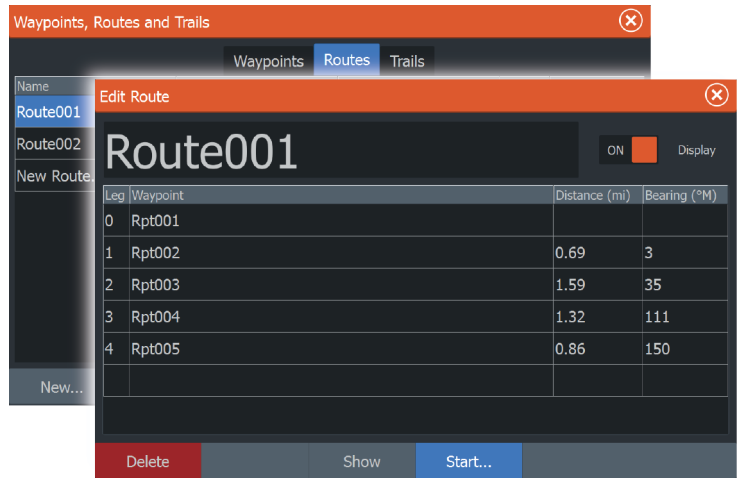 Waypoints, Routes and Trails
Waypoints Routes Trails
Name
Route001
Route002
New Route.
New...
Edit Route
Route001
ON Display
Leg Waypoint Distance (mi) Bearing (°M)
0 Rpt001
1 Rpt002 0.69 3
2 Rpt003 1.59 35
3 Rpt004 1.32 111
4 Rpt005 0.86 150
Delete Show Start...